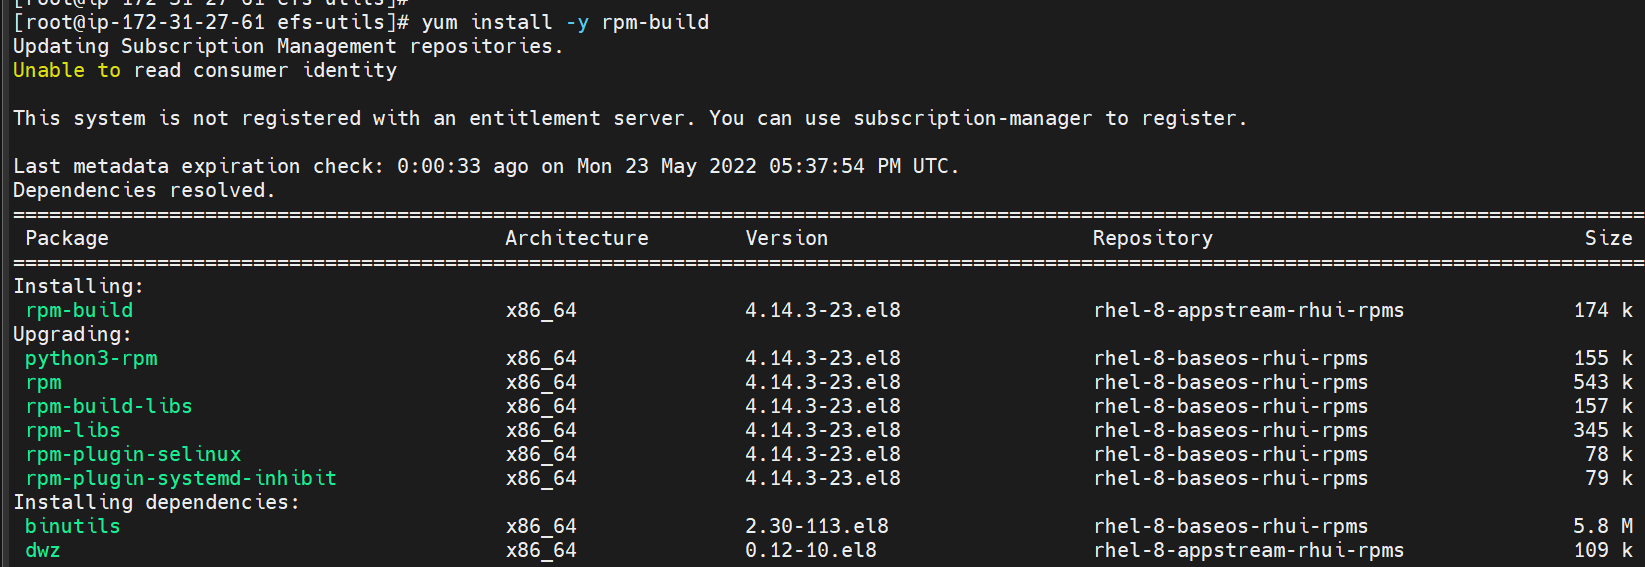 [root@ip-172-31-27-61 efs-utils]#
[root@ip-172-31-27-61 efs-utils]# yum install -y rpm-build
Updating Subscription Management repositories.
Unable to read consumer identity
This system is not registered with an entitlement server. You can use subscription-manager to register.
Last metadata expiration check: 0:00:33 ago on Mon 23 May 2022 05:37:54 PM UTC.
Dependencies resolved.
========================================================================================================================================
Package Architecture Version Repository Size
========================================================================================================================================
Installing:
rpm-build x86_64 4.14.3-23.el8 rhel-8-appstream-rhui-rpms 174 k
Upgrading:
python3-rpm x86_64 4.14.3-23.el8 rhel-8-baseos-rhui-rpms 155 k
rpm x86_64 4.14.3-23.el8 rhel-8-baseos-rhui-rpms 543 k
rpm-build-libs x86_64 4.14.3-23.el8 rhel-8-baseos-rhui-rpms 157 k
rpm-libs x86_64 4.14.3-23.el8 rhel-8-baseos-rhui-rpms 345 k
rpm-plugin-selinux x86_64 4.14.3-23.el8 rhel-8-baseos-rhui-rpms 78 k
rpm-plugin-systemd-inhibit x86_64 4.14.3-23.el8 rhel-8-baseos-rhui-rpms 79 k
Installing dependencies:
binutils x86_64 2.30-113.el8 rhel-8-baseos-rhui-rpms 5.8 M
dwz x86_64 0.12-10.el8 rhel-8-appstream-rhui-rpms 109 k